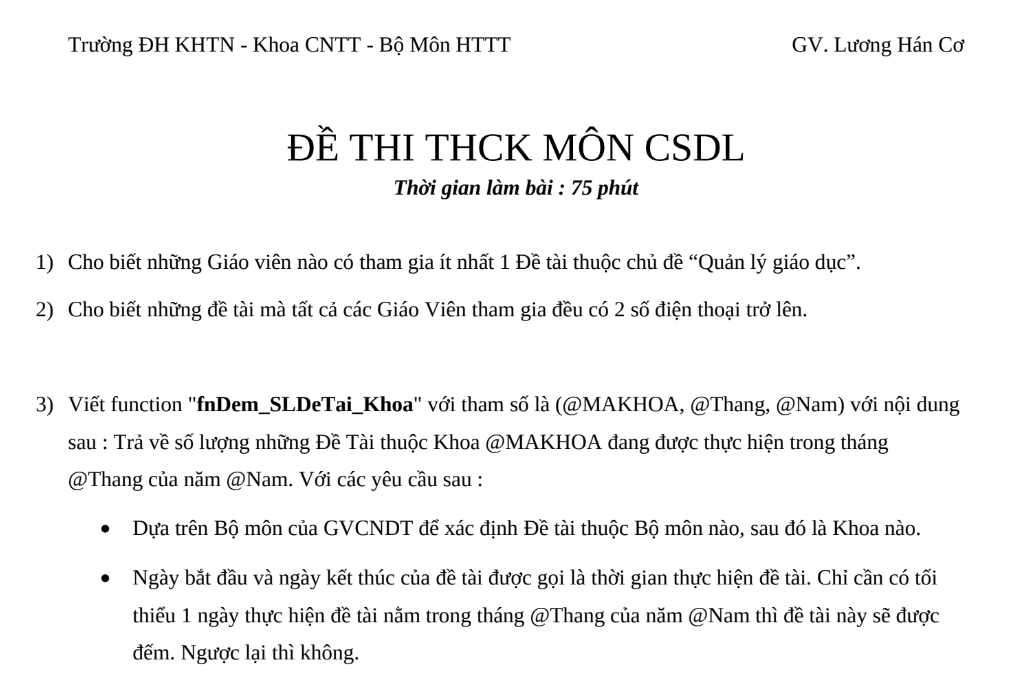 Trường ĐH KHTN - Khoa CNTT - Bộ Môn HTTT GV. Lương Hán Cơ
ĐỀ THI THCK MÔN CSDL
Thời gian làm bài : 75 phút
1) Cho biết những Giáo viên nào có tham gia ít nhất 1 Đề tài thuộc chủ đề “Quản lý giáo dục”.
2) Cho biết những đề tài mà tất cả các Giáo Viên tham gia đều có 2 số điện thoại trở lên.
3) Viết function "fnDem_SLDeTai_Khoa" với tham số là (@MAKHOA, @Thang, @Nam) với nội dung
sau : Trả về số lượng những Đề Tài thuộc Khoa @MAKHOA đang được thực hiện trong tháng
@Thang của năm @Nam. Với các yêu cầu sau :
• Dựa trên Bộ môn của GVCNDT để xác định Đề tài thuộc Bộ môn nào, sau đó là Khoa nào.
• Ngày bắt đầu và ngày kết thúc của đề tài được gọi là thời gian thực hiện đề tài. Chỉ cần có tối
thiểu 1 ngày thực hiện đề tài nằm trong tháng @Thang của năm @Nam thì đề tài này sẽ được
đếm. Ngược lại thì không.